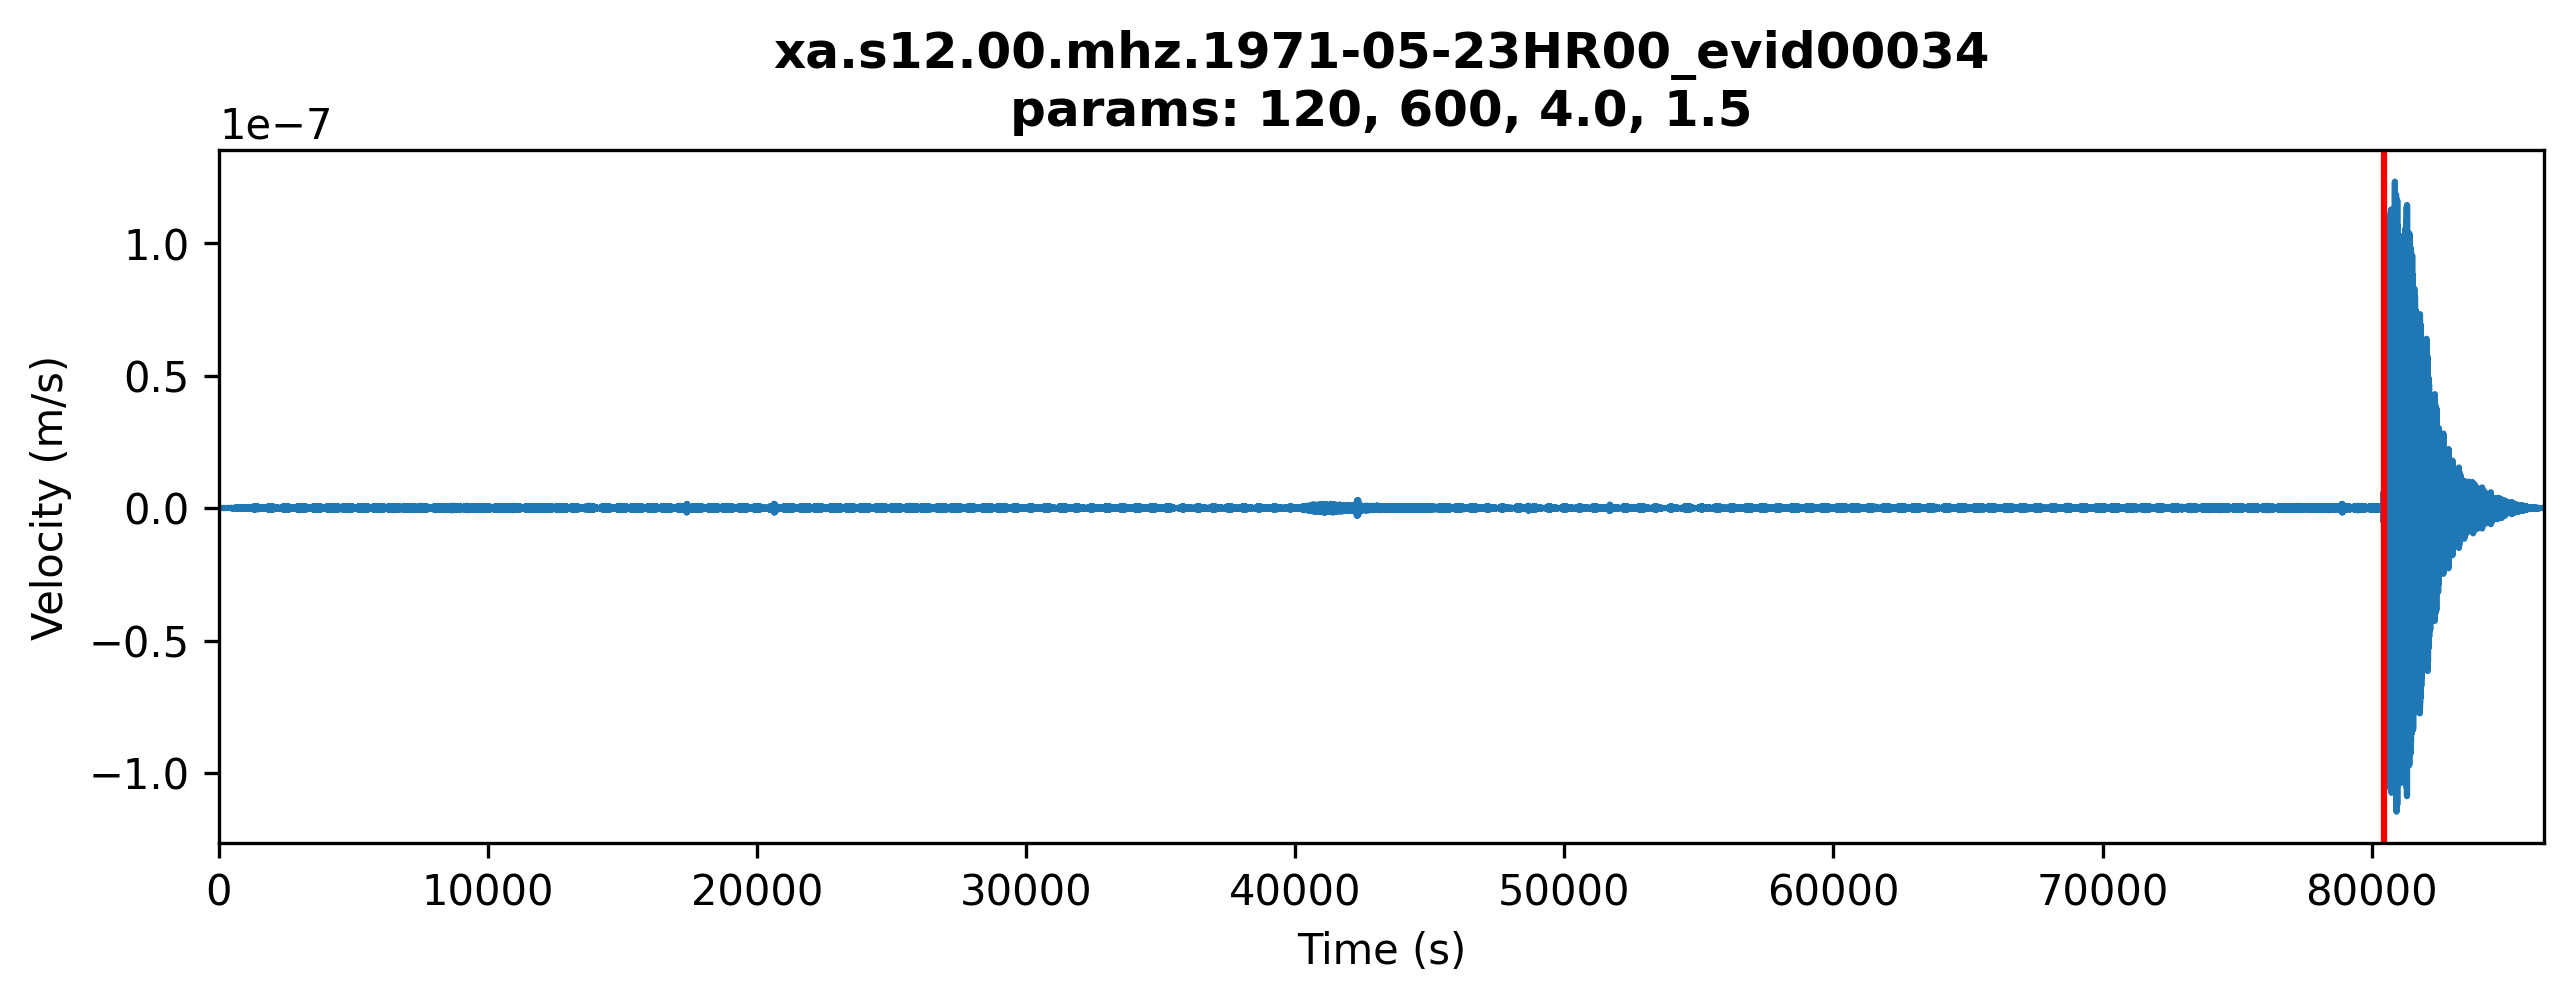 xa.s12.00.mhz.1971-05-23HR00_evid00034
params: 120, 600, 4.0, 1.5
1e−7
1.0
0.5
0.0
−0.5
−1.0
Velocity (m/s)
0 10000 20000 30000 40000 50000 60000 70000 80000
Time (s)